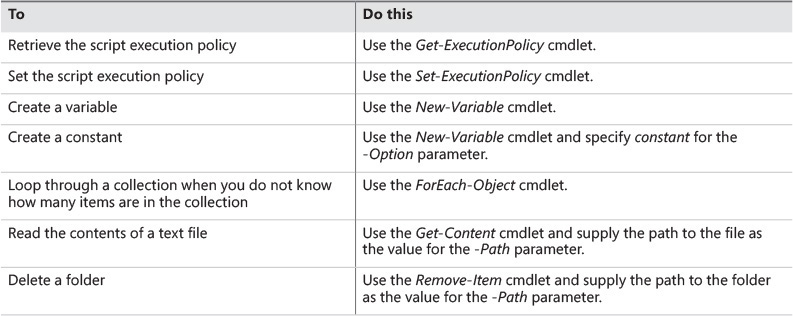 To Do this
Retrieve the script execution policy Use the Get-ExecutionPolicy cmdlet.
Set the script execution policy Use the Set-ExecutionPolicy cmdlet.
Create a variable Use the New-Variable cmdlet.
Create a constant Use the New-Variable cmdlet and specify constant for the
-Option parameter.
Loop through a collection when you do not know Use the ForEach-Object cmdlet.
how many items are in the collection
Read the contents of a text file Use the Get-Content cmdlet and supply the path to the file as
the value for the -Path parameter.
Delete a folder Use the Remove-Item cmdlet and supply the path to the folder
as the value for the -Path parameter.